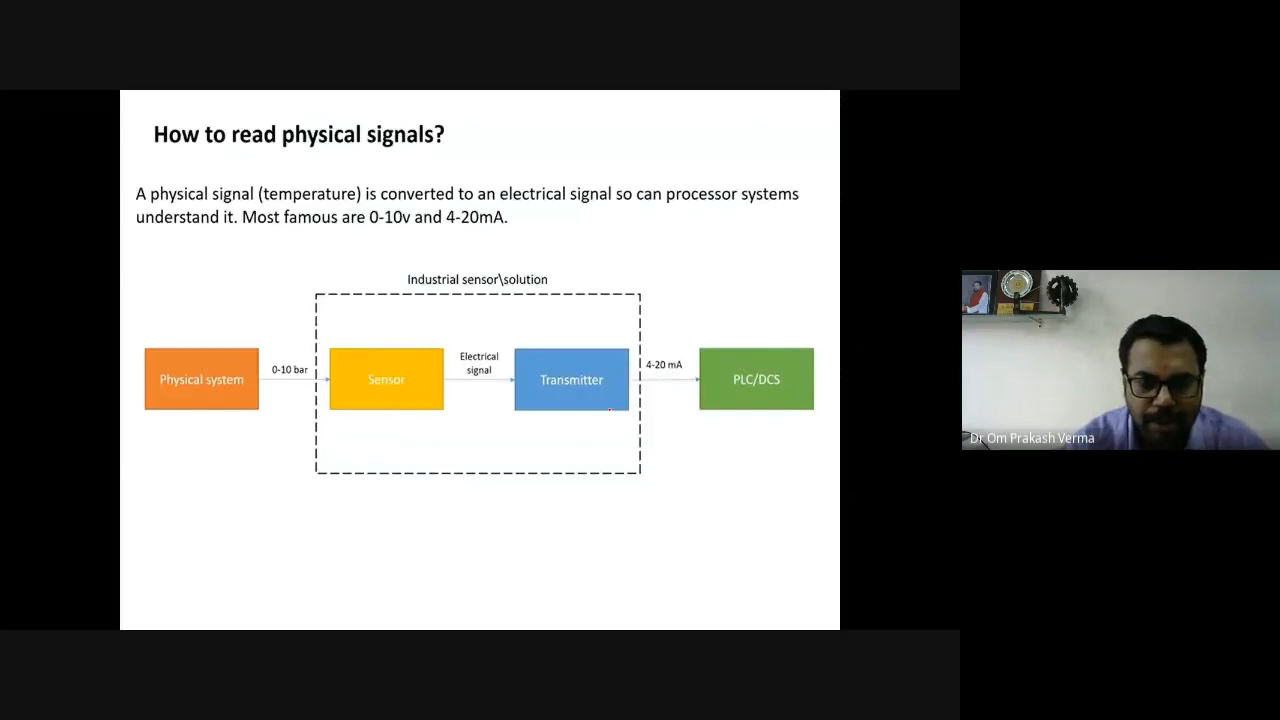 How to read physical signals?
A physical signal (temperature) is converted to an electrical signal so can processor systems
understand it. Most famous are 0-10v and 4-20mA.
Industrial sensor\solution
Physical system
0-10 bar
Sensor
Electrical
signal
Transmitter
4-20 mA
PLC/DCS
Dr Om Prakash Verma